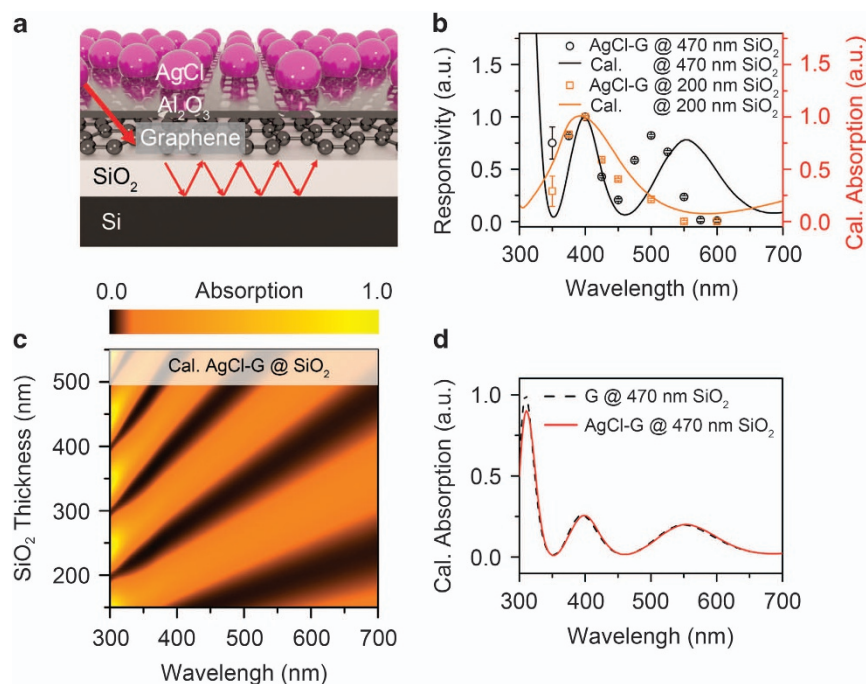 a
AgCl
Al2O3
Graphene
SiO2
Si
b
AgCl-G @ 470 nm SiO2
Cal. @ 470 nm SiO2
AgCl-G @ 200 nm SiO2
Cal. @ 200 nm SiO2
1.5
1.0
0.5
0.0
Responsivity (a.u.)
1.5
1.0
0.5
0.0
Cal. Absorption (a.u.)
300 400 500 600 700
Wavelength (nm)
0.0 Absorption 1.0
c
Cal. AgCl-G @ SiO2
500
400
300
200
SiO2 Thickness (nm)
300 400 500 600 700
Wavelengh (nm)
d
G @ 470 nm SiO2
AgCl-G @ 470 nm SiO2
1.0
0.5
0.0
Cal. Absorption (a.u.)
300 400 500 600 700
Wavelengh (nm)